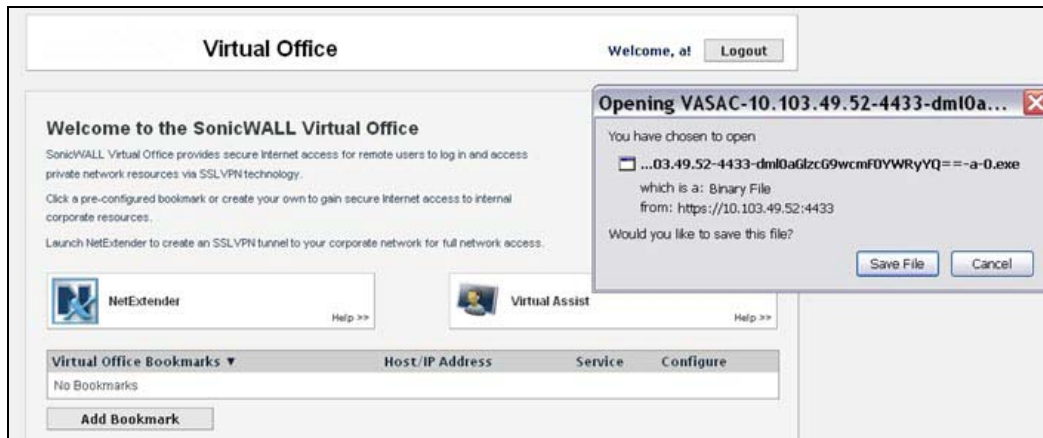 Virtual Office
Welcome, a!
Logout
Welcome to the SonicWALL Virtual Office
SonicWALL Virtual Office provides secure Internet access for remote users to log in and access
private network resources via SSLVPN technology.
Click a pre-configured bookmark or create your own to gain secure Internet access to internal
corporate resources.
Launch NetExtender to create an SSLVPN tunnel to your corporate network for full network access.
NetExtender
Help >>
Virtual Assist
Help >>
Virtual Office Bookmarks ▼ Host/IP Address Service Configure
No Bookmarks
Add Bookmark
Opening VASAC-10.103.49.52-4433-dml0a...
You have chosen to open
...03.49.52-4433-dml0aGlzcG9wcmF0YWRyYQ==-a-0.exe
which is a: Binary File
from: https://10.103.49.52:4433
Would you like to save this file?
Save File
Cancel